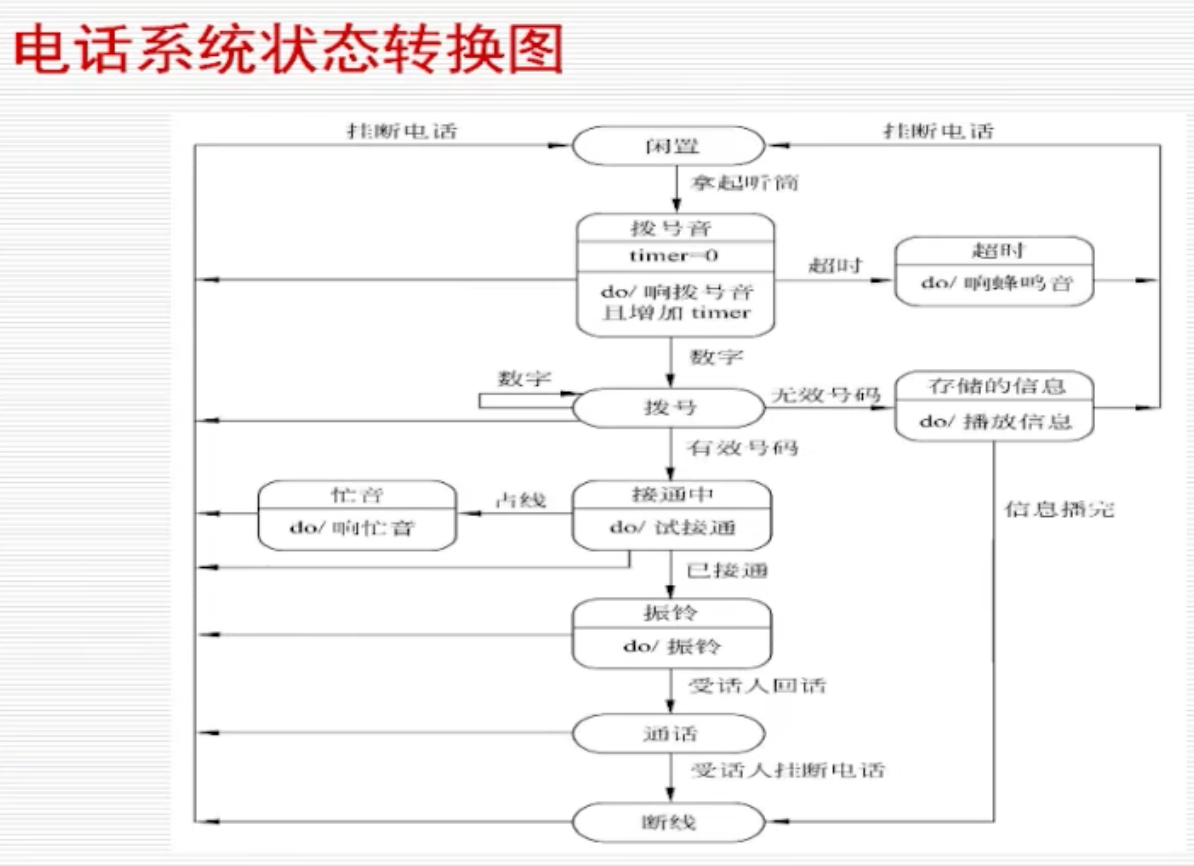 电话系统状态转换图
挂断电话
闲置
挂断电话
拿起听筒
拨号音
timer=0
do/ 响拨号音
且增加 timer
超时
超时
do/ 响蜂鸣音
数字
数字
拨号
无效号码
存储的信息
do/ 播放信息
有效号码
忙音
do/ 响忙音
占线
接通中
do/ 试接通
信息播完
已接通
振铃
do/ 振铃
受话人回话
通话
受话人挂断电话
断线